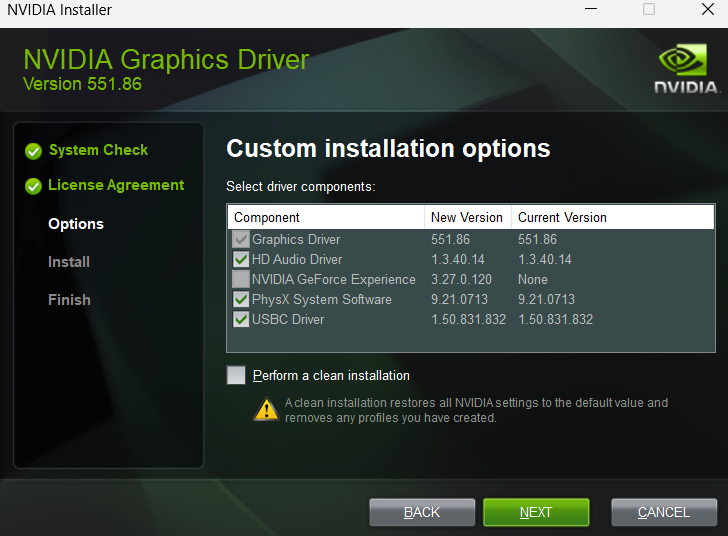 NVIDIA Installer
NVIDIA Graphics Driver
Version 551.86
NVIDIA.
System Check
License Agreement
Options
Install
Finish
Custom installation options
Select driver components:
Component New Version Current Version
Graphics Driver 551.86 551.86
HD Audio Driver 1.3.40.14 1.3.40.14
NVIDIA GeForce Experience 3.27.0.120 None
PhysX System Software 9.21.0713 9.21.0713
USBC Driver 1.50.831.832 1.50.831.832
Perform a clean installation
A clean installation restores all NVIDIA settings to the default value and
removes any profiles you have created.
BACK NEXT CANCEL